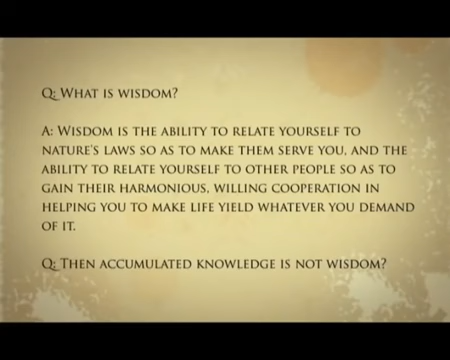 Q: What is wisdom?
A: Wisdom is the ability to relate yourself to
nature's laws so as to make them serve you, and the
ability to relate yourself to other people so as to
gain their harmonious, willing cooperation in
helping you to make life yield whatever you demand
of it.
Q: Then accumulated knowledge is not wisdom?